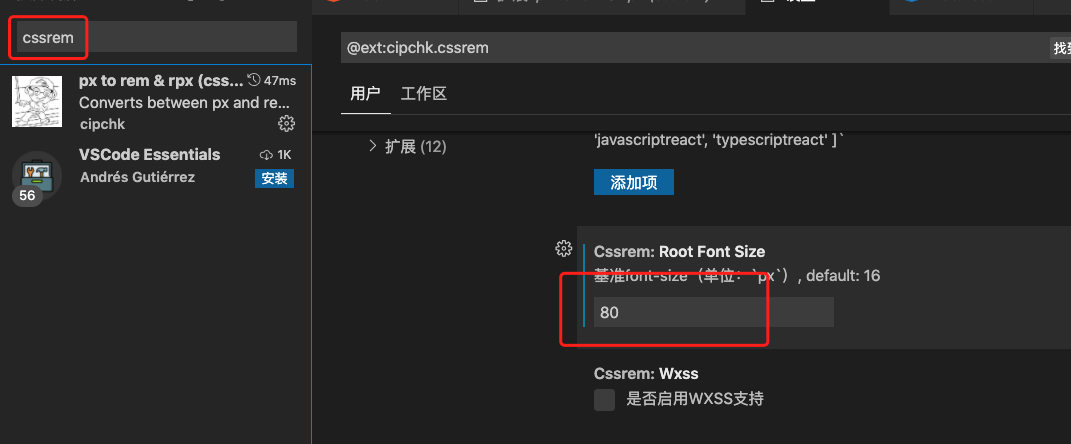 cssrem
px to rem & rpx (css... 47ms
Converts between px and re...
cipchk
VSCode Essentials 1K
Andrés Gutiérrez 安装
56
@ext:cipchk.cssrem
找到
用户 工作区
扩展 (12)
'javascriptreact', 'typescriptreact' ]`
添加项
Cssrem: Root Font Size
基准font-size（单位：`px`）, default: 16
80
Cssrem: Wxss
是否启用WXSS支持